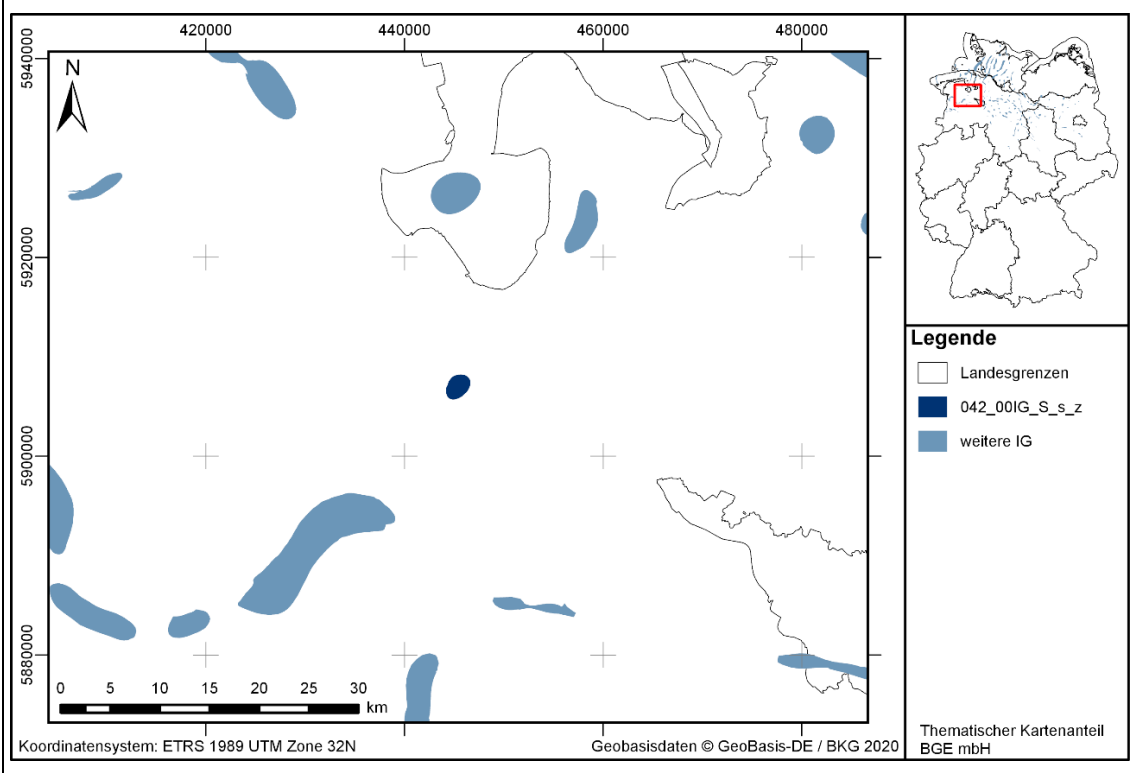 420000 440000 460000 480000
5940000
5920000
5900000
5880000
N
0 5 10 15 20 25 30
km
Koordinatensystem: ETRS 1989 UTM Zone 32N
Geobasisdaten © GeoBasis-DE / BKG 2020
Legende
Landesgrenzen
042_00IG_S_s_z
weitere IG
Thematischer Kartenanteil
BGE mbH